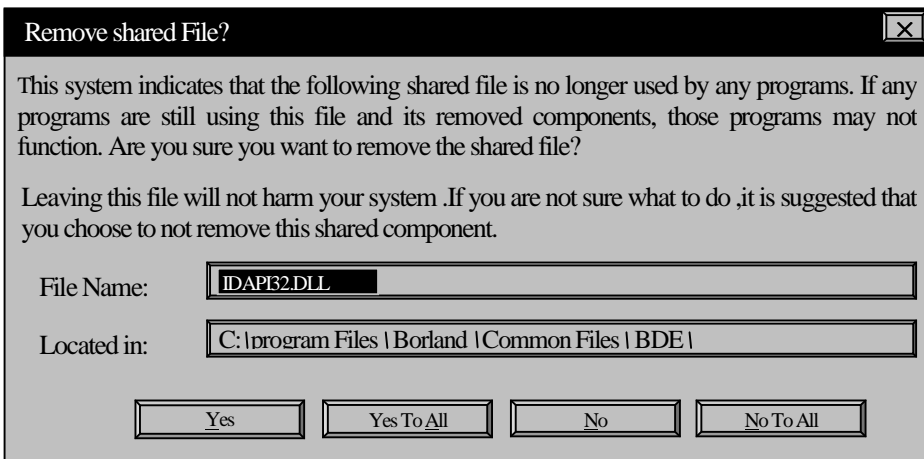 Remove shared File?
This system indicates that the following shared file is no longer used by any programs. If any
programs are still using this file and its removed components, those programs may not
function. Are you sure you want to remove the shared file?
Leaving this file will not harm your system .If you are not sure what to do ,it is suggested that
you choose to not remove this shared component.
File Name: IDAPI32.DLL
Located in: C:\program Files \ Borland \Common Files \ BDE\
Yes Yes To All No No To All